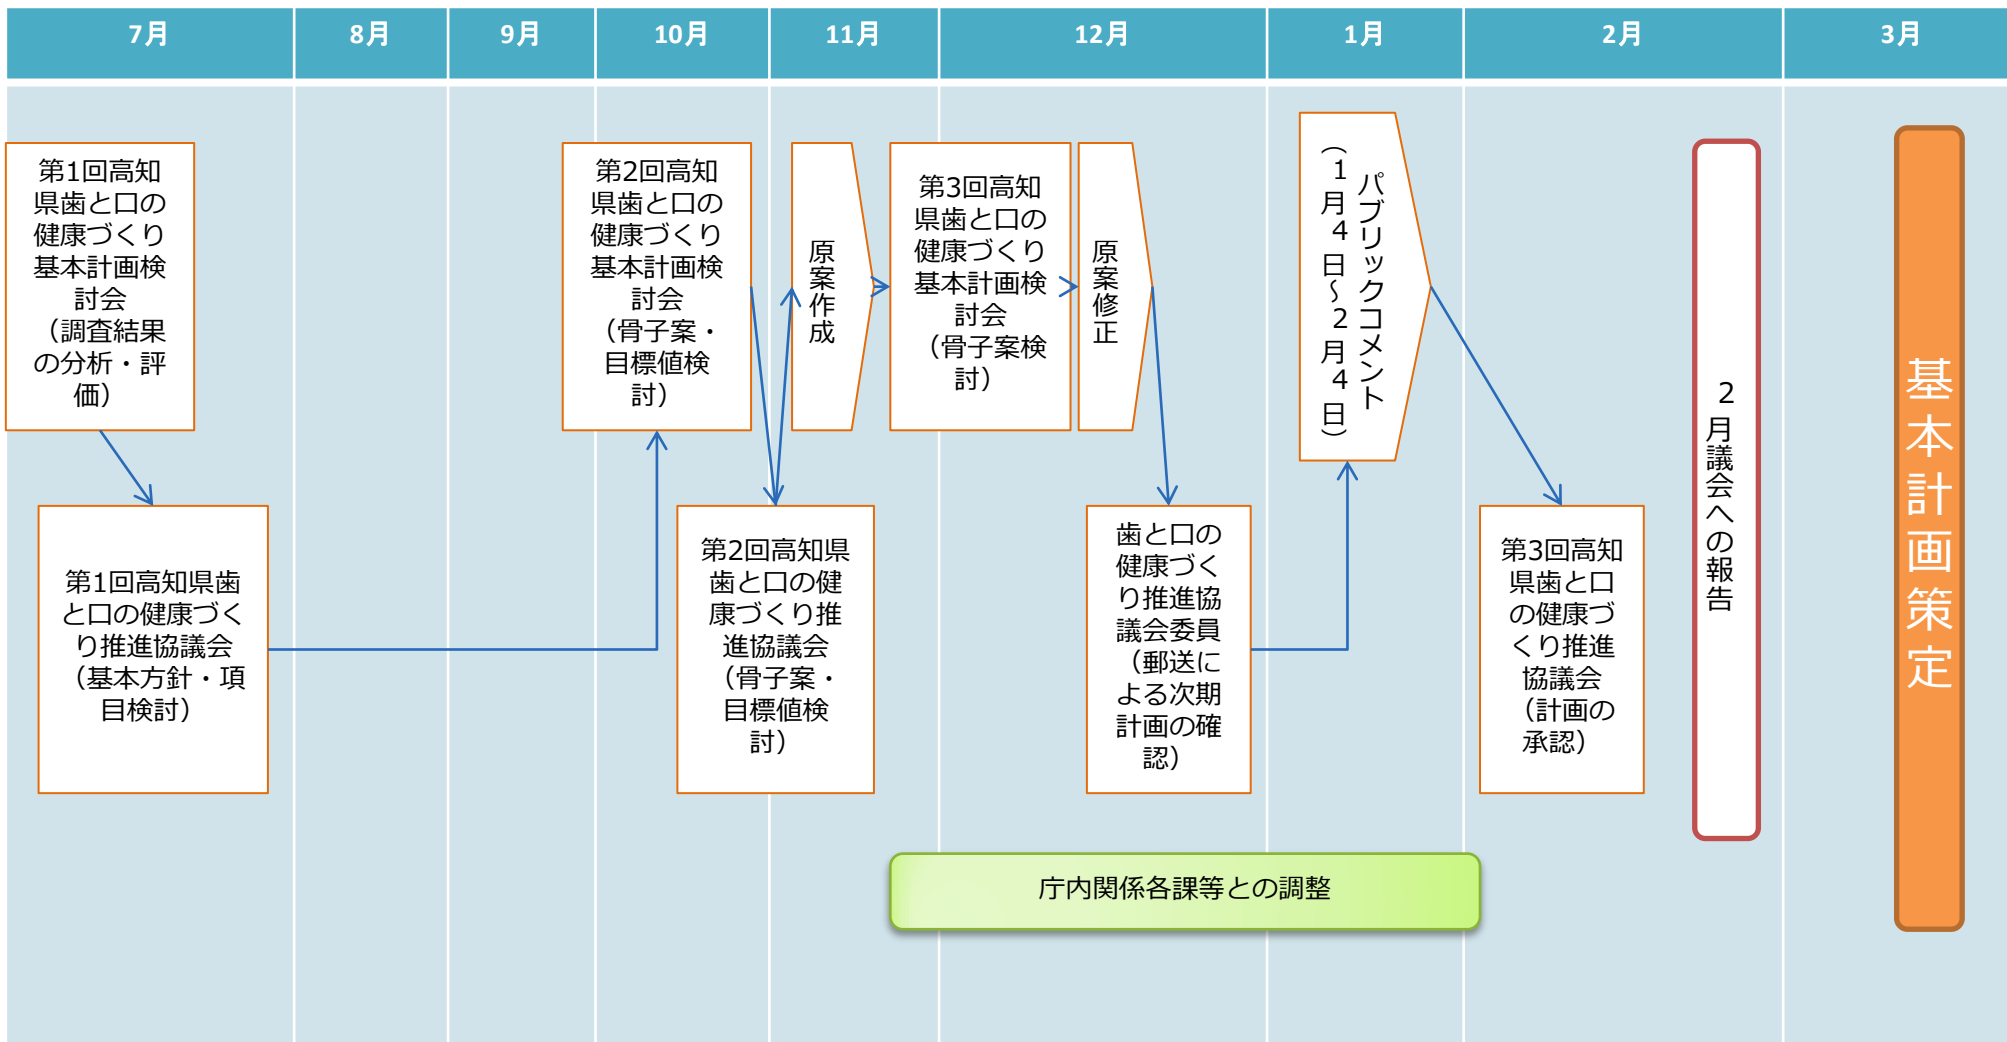 7月
8月
9月
10月
11月
12月
1月
2月
3月
第1回高知
県歯と口の
健康づくり
基本計画検
討会
（調査結果
の分析・評
価）
第1回高知県歯
と口の健康づく
り推進協議会
（基本方針・項
目検討）
第2回高知
県歯と口の
健康づくり
基本計画検
討会
（骨子案・
目標値検
討）
第2回高知県
歯と口の健
康づくり推
進協議会
（骨子案・
目標値検
討）
原案作成
第3回高知
県歯と口の
健康づくり
基本計画検
討会
（骨子案検
討）
原案修正
歯と口の
健康づく
り推進協
議会委員
（郵送に
よる次期
計画の確
認）
パブリックコメント
（１月４日～２月４日）
第3回高知
県歯と口
の健康づ
くり推進
協議会
（計画の
承認）
２月議会への報告
基本計画策定
庁内関係各課等との調整